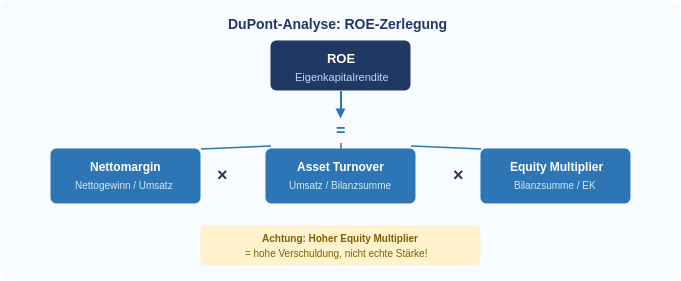 DuPont-Analyse: ROE-Zerlegung
ROE
Eigenkapitalrendite
=
Nettomargin × Asset Turnover × Equity Multiplier
Nettogewinn / Umsatz Umsatz / Bilanzsumme Bilanzsumme / EK
Achtung: Hoher Equity Multiplier
= hohe Verschuldung, nicht echte Stärke!